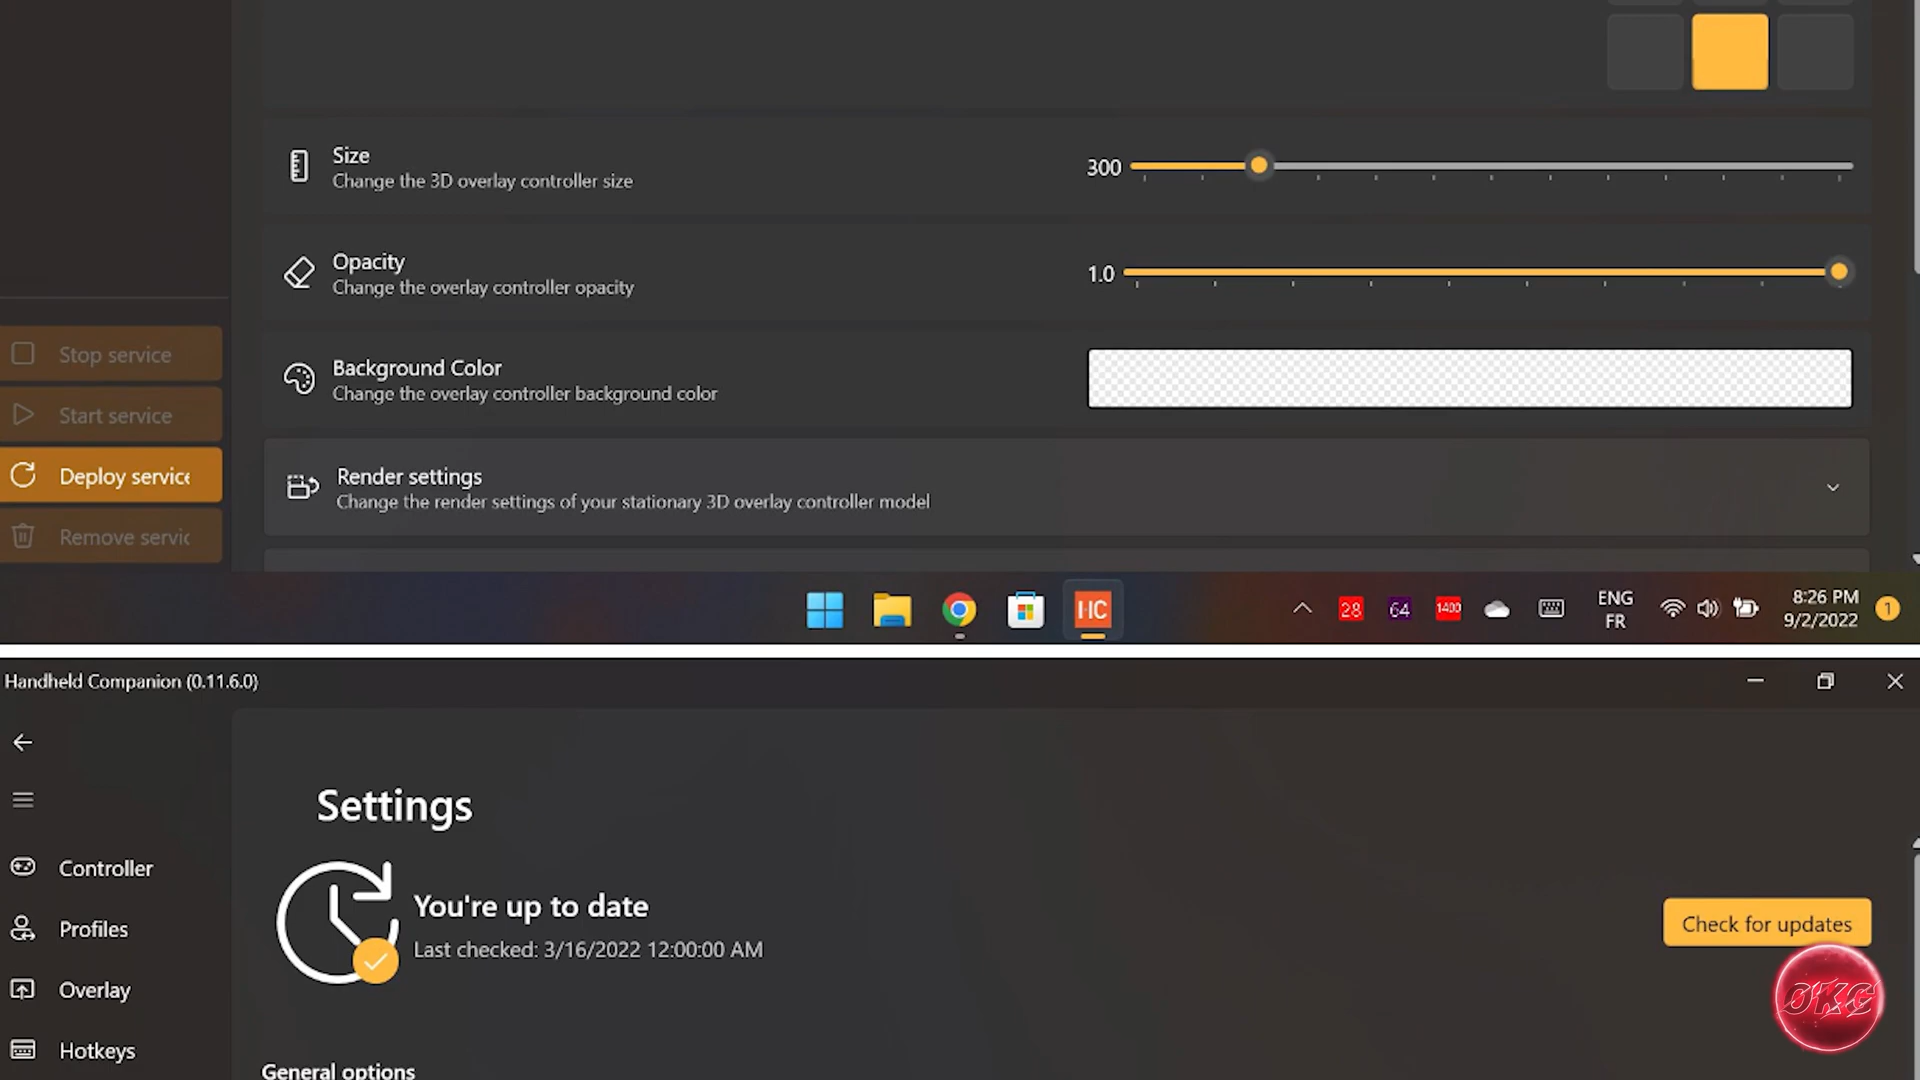 Size
Change the 3D overlay controller size
300
Opacity
Change the overlay controller opacity
1.0
Stop service
Background Color
Change the overlay controller background color
Start service
Deploy service
Render settings
Change the render settings of your stationary 3D overlay controller model
Remove servic
HC
28
64
1400
ENG
FR
8:26 PM
9/2/2022
1
Handheld Companion (0.11.6.0)
Settings
Controller
You're up to date
Last checked: 3/16/2022 12:00:00 AM
Check for updates
Profiles
Overlay
OKG
Hotkeys
General options